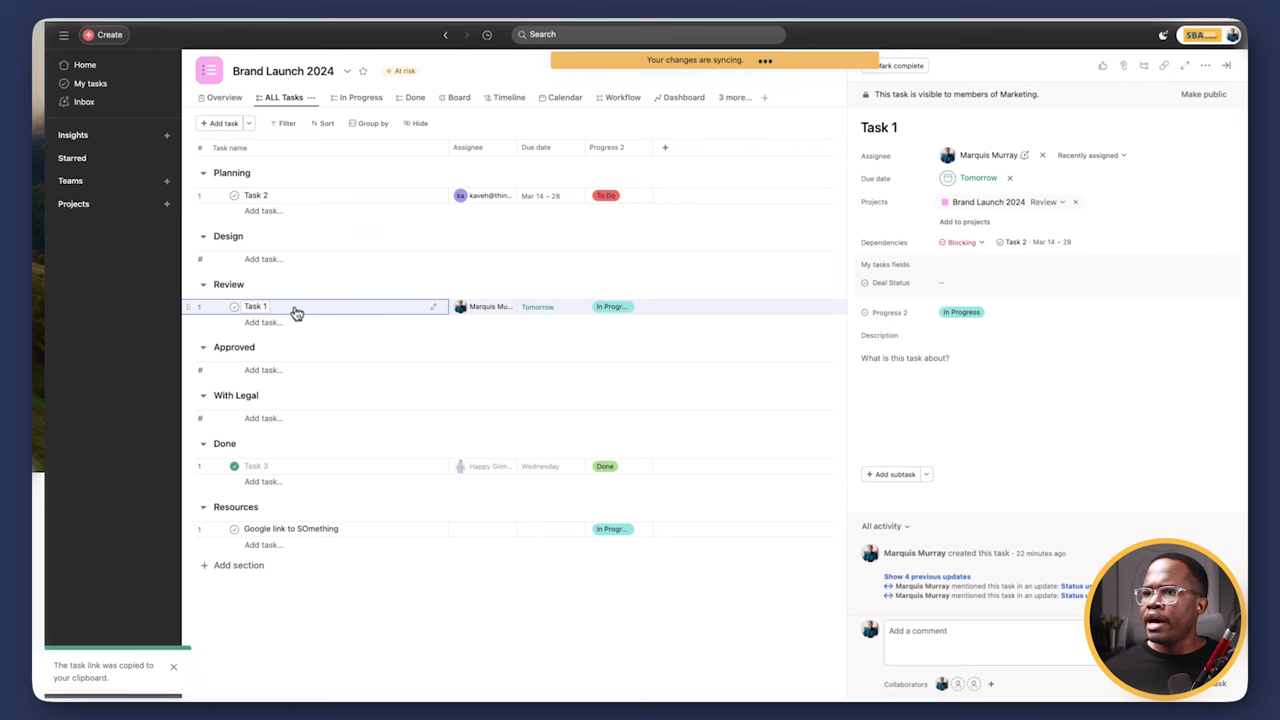 Create
Search
SBA
Home
My tasks
Inbox
Insights
Starred
Teams
Projects
Brand Launch 2024
At risk
Your changes are syncing.
Overview
ALL Tasks
In Progress
Done
Board
Timeline
Calendar
Workflow
Dashboard
3 more...
Add task
Filter
Sort
Group by
Hide
# Task name Assignee Due date Progress 2
Planning
1 Task 2 ka kaveh@thin... Mar 14 – 28 To Do
Add task...
Design
# Add task...
Review
1 Task 1 Marquis Mu... Tomorrow In Progr...
Add task...
Approved
# Add task...
With Legal
# Add task...
Done
1 Task 3 Happy Gilm... Wednesday Done
Add task...
Resources
1 Google link to SOmething In Progr...
Add task...
Add section
The task link was copied to
your clipboard.
Mark complete
This task is visible to members of Marketing. Make public
Task 1
Assignee Marquis Murray Recently assigned
Due date Tomorrow
Projects Brand Launch 2024 Review
Add to projects
Dependencies Blocking Task 2 · Mar 14 – 28
My tasks fields
Deal Status –
Progress 2 In Progress
Description
What is this task about?
Add subtask
All activity
Marquis Murray created this task · 22 minutes ago
Show 4 previous updates
Marquis Murray mentioned this task in an update: Status u
Marquis Murray mentioned this task in an update: Status u
Add a comment
Collaborators